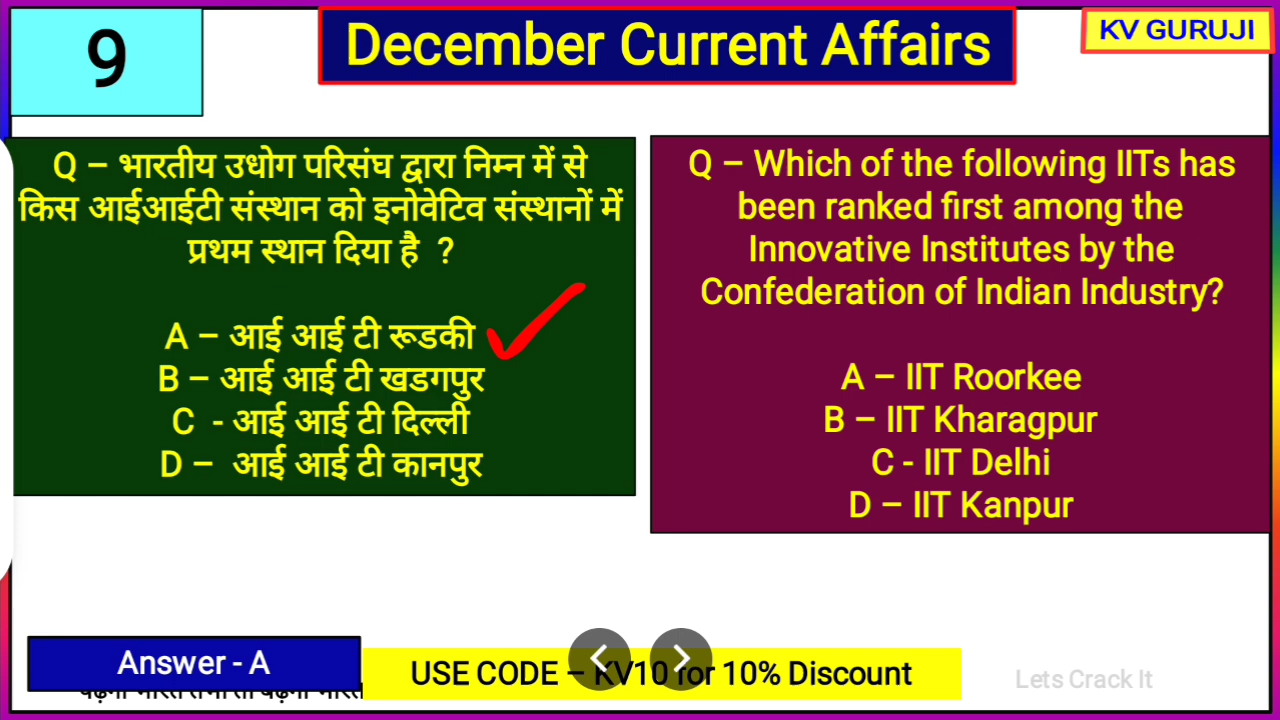 9
December Current Affairs
KV GURUJI
Q – भारतीय उधोग परिसंघ द्वारा निम्न में से
किस आईआईटी संस्थान को इनोवेटिव संस्थानों में
प्रथम स्थान दिया है ?
A – आई आई टी रूडकी
B – आई आई टी खडगपुर
C - आई आई टी दिल्ली
D – आई आई टी कानपुर
Q – Which of the following IITs has
been ranked first among the
Innovative Institutes by the
Confederation of Indian Industry?
A – IIT Roorkee
B – IIT Kharagpur
C - IIT Delhi
D – IIT Kanpur
Answer - A
USE CODE – KV10 for 10% Discount
Lets Crack It